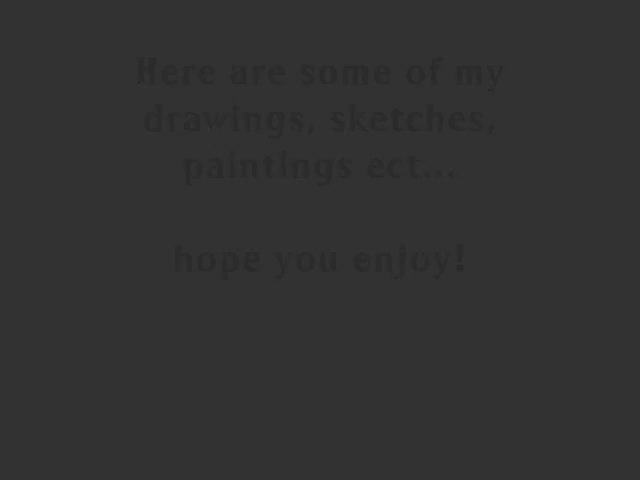 Here are some of my
drawings, sketches,
paintings ect...
hope you enjoy!